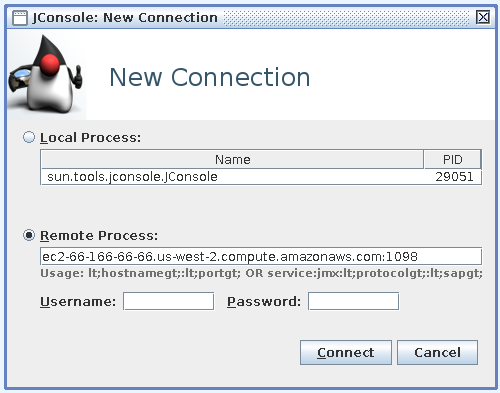 JConsole: New Connection
New Connection
Local Process:
Name PID
sun.tools.jconsole.JConsole 29051
Remote Process:
ec2-66-166-66-66.us-west-2.compute.amazonaws.com:1098
Usage: lt;hostnamegt;:lt;portgt; OR service:jmx:lt;protocolgt;:lt;sapgt;
Username: Password:
Connect Cancel